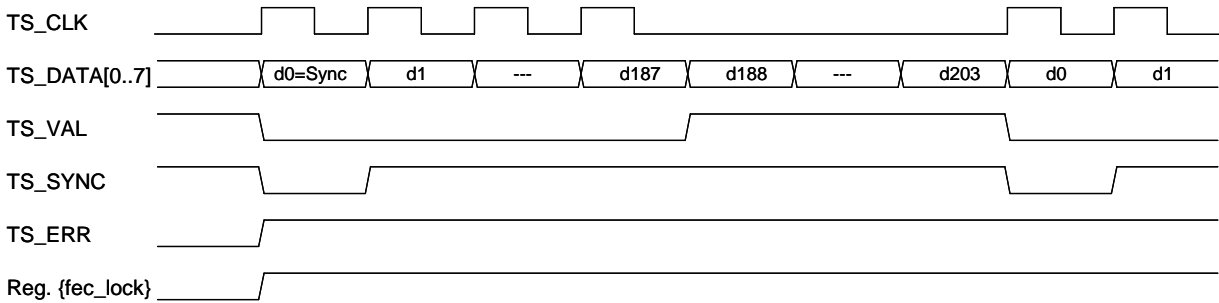 TS_CLK
TS_DATA[0..7] d0=Sync d1 --- d187 d188 --- d203 d0 d1
TS_VAL
TS_SYNC
TS_ERR
Reg. {fec_lock}